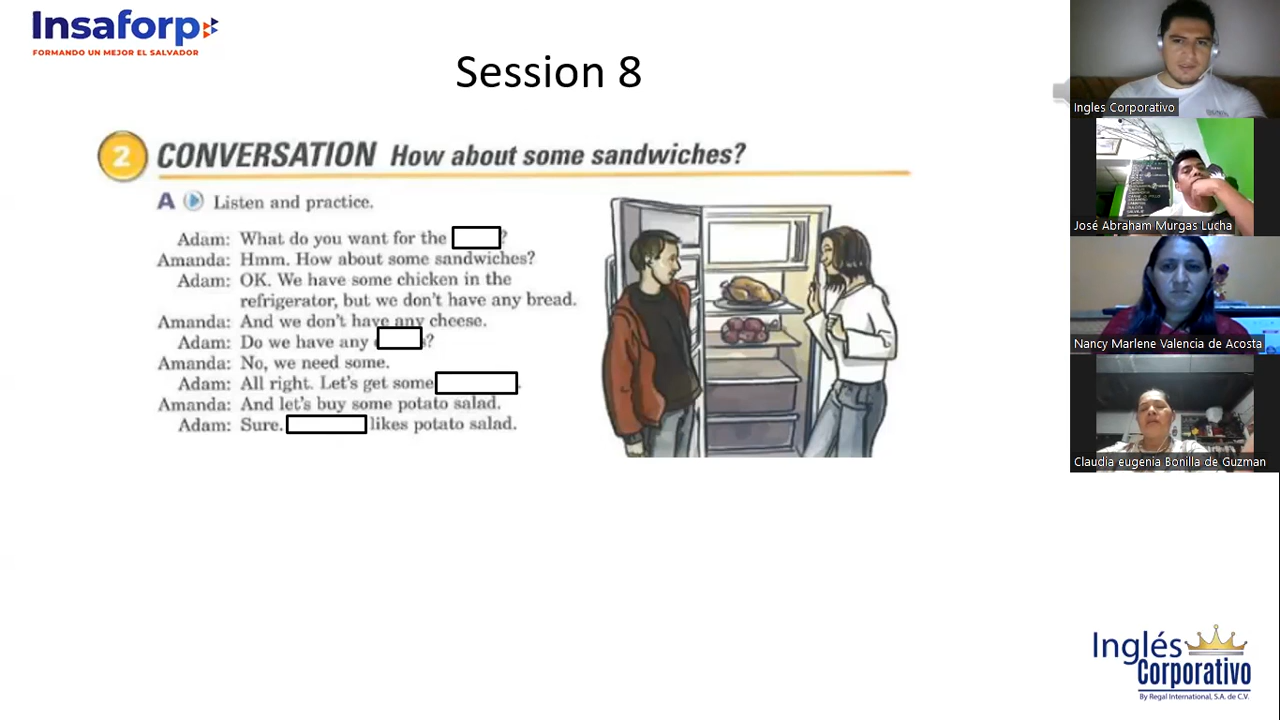 Insaforp
FORMANDO UN MEJOR EL SALVADOR
Session 8
2 CONVERSATION How about some sandwiches?
A Listen and practice.
Adam: What do you want for the ?
Amanda: Hmm. How about some sandwiches?
Adam: OK. We have some chicken in the
refrigerator, but we don't have any bread.
Amanda: And we don't have any cheese.
Adam: Do we have any ?
Amanda: No, we need some.
Adam: All right. Let's get some .
Amanda: And let's buy some potato salad.
Adam: Sure. likes potato salad.
Ingles Corporativo
José Abraham Murgas Lucha
Nancy Marlene Valencia de Acosta
Claudia eugenia Bonilla de Guzman
Inglés
Corporativo
By Regal International, S.A. de C.V.